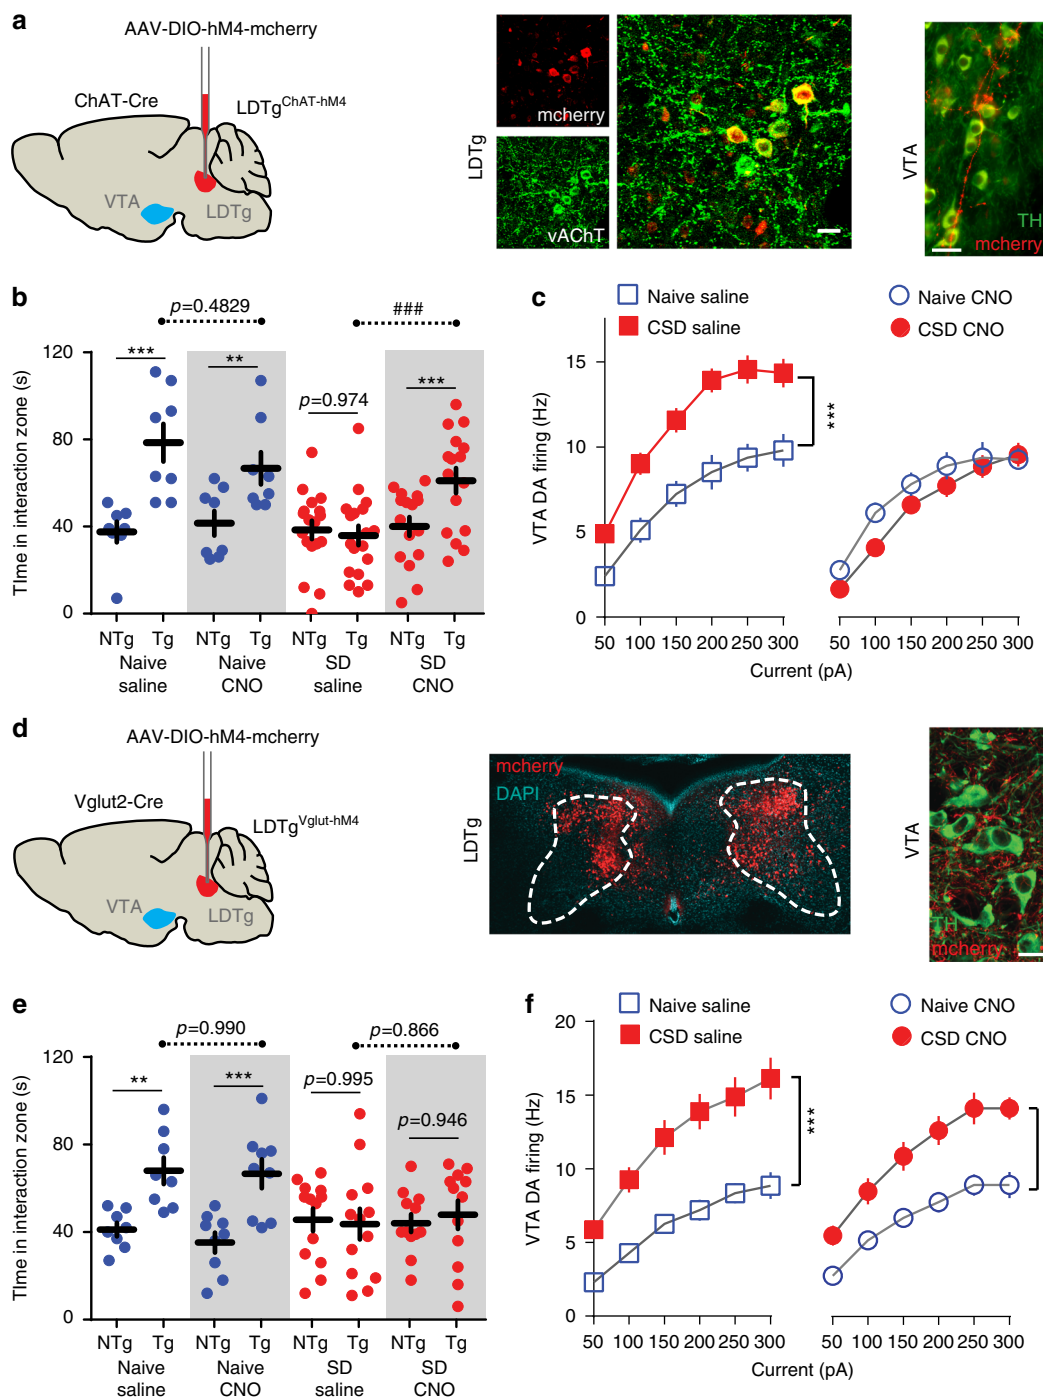 a
AAV-DIO-hM4-mcherry
ChAT-Cre
LDTgChAT-hM4
VTA
LDTg
LDTg
mcherry
vAChT
VTA
TH
mcherry
b
p=0.4829
###
***
**
p=0.974
***
TIme in interaction zone (s)
120
80
40
0
NTg Tg NTg Tg NTg Tg NTg Tg
Naive saline
Naive CNO
SD saline
SD CNO
c
Naive saline
CSD saline
Naive CNO
CSD CNO
VTA DA firing (Hz)
15
10
5
0
***
50 100 150 200 250 300
50 100 150 200 250 300
Current (pA)
d
AAV-DIO-hM4-mcherry
Vglut2-Cre
LDTgVglut-hM4
VTA
LDTg
LDTg
mcherry
DAPI
VTA
TH
mcherry
e
p=0.990
p=0.866
**
***
p=0.995
p=0.946
TIme in interaction zone (s)
120
80
40
0
NTg Tg NTg Tg NTg Tg NTg Tg
Naive saline
Naive CNO
SD saline
SD CNO
f
Naive saline
CSD saline
Naive CNO
CSD CNO
VTA DA firing (Hz)
20
15
10
5
0
***
50 100 150 200 250 300
50 100 150 200 250 300
Current (pA)